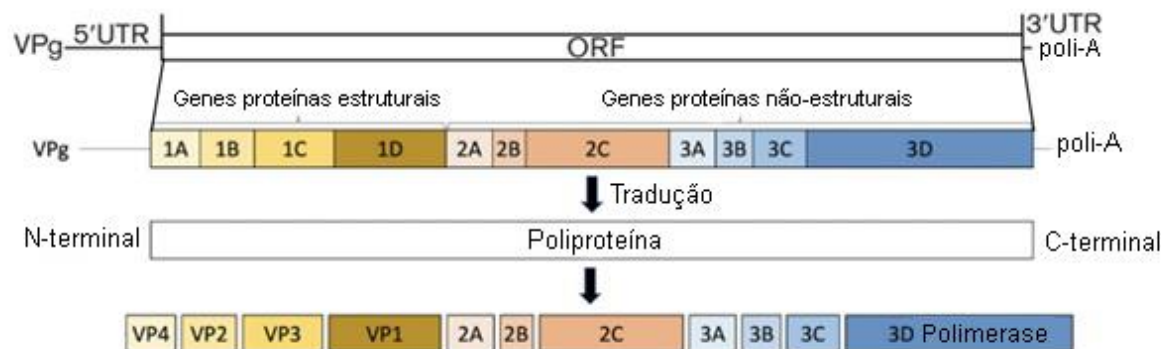 VPg 5'UTR ORF 3'UTR poli-A
Genes proteínas estruturais Genes proteínas não-estruturais
VPg 1A 1B 1C 1D 2A 2B 2C 3A 3B 3C 3D poli-A
Tradução
N-terminal Poliproteína C-terminal
VP4 VP2 VP3 VP1 2A 2B 2C 3A 3B 3C 3D Polimerase